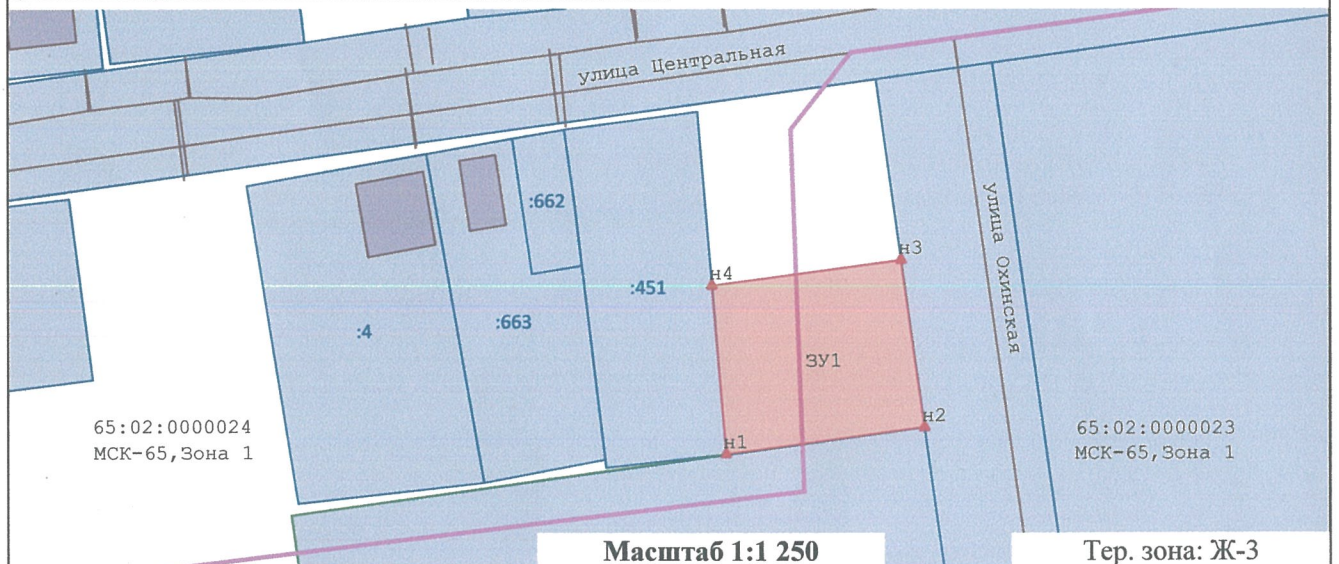 улица Центральная
:662
н3
улица Охинская
н4
:451
:4
:663
ЗУ1
65:02:0000024
МСК-65,Зона 1
н1
н2
65:02:0000023
МСК-65,Зона 1
Масштаб 1:1 250
Тер. зона: Ж-3